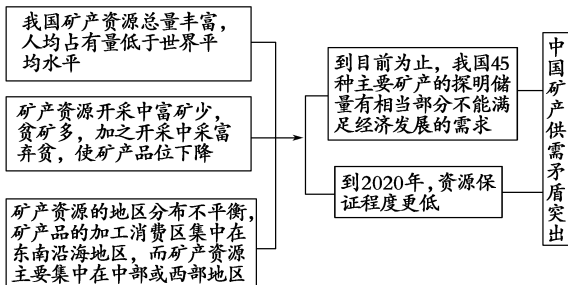 我国矿产资源总量丰富，
人均占有量低于世界平
均水平
矿产资源开采中富矿少，
贫矿多，加之开采中采富
弃贫，使矿产品位下降
矿产资源的地区分布不平衡，
矿产品的加工消费区集中在
东南沿海地区，而矿产资源
主要集中在中部或西部地区
到目前为止，我国45
种主要矿产的探明储
量有相当部分不能满
足经济发展的需求
到2020年，资源保
证程度更低
中国矿产供需矛盾突出